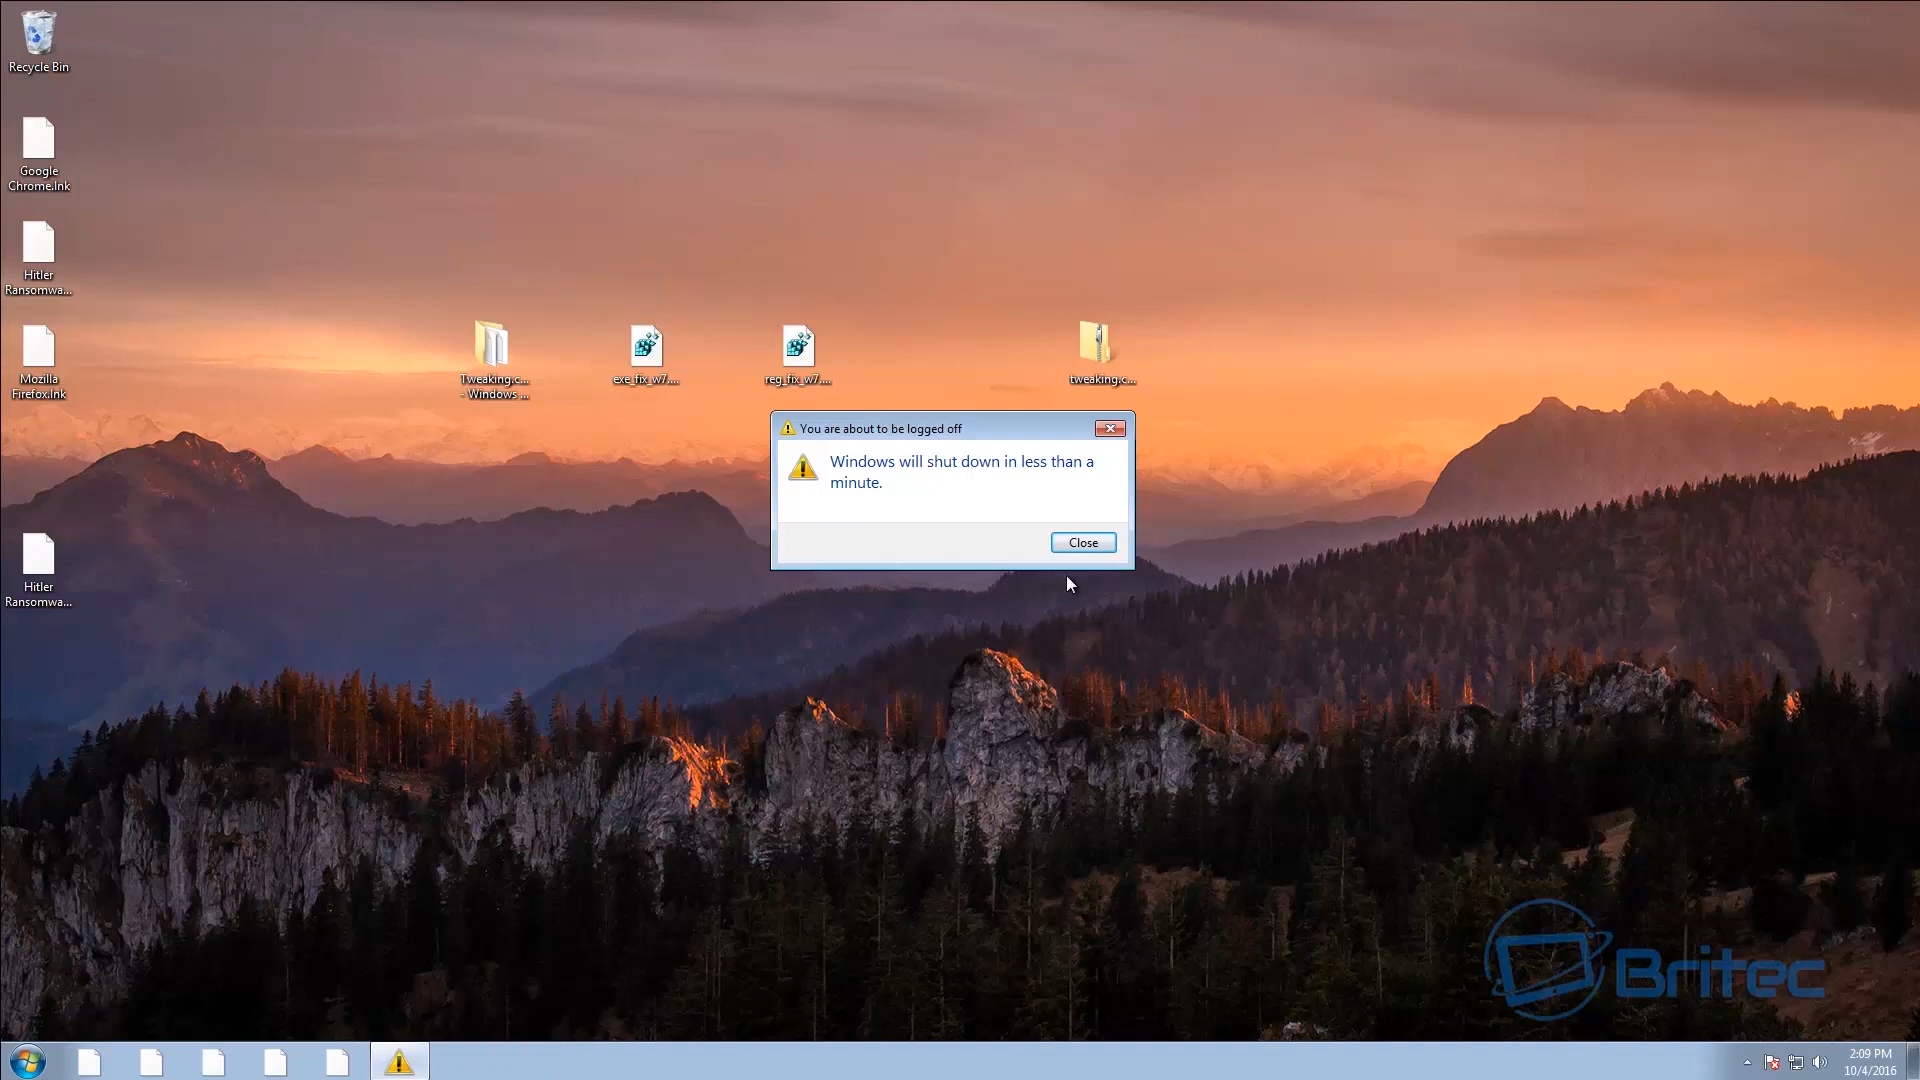 Recycle Bin
Google
Chrome.lnk
Hitler
Ransomwa...
Mozilla
Firefox.lnk
Hitler
Ransomwa...
Tweaking.c...
- Windows ...
exe_fix_w7....
reg_fix_w7....
tweaking.c...
You are about to be logged off
Windows will shut down in less than a
minute.
Close
Britec
2:09 PM
10/4/2016